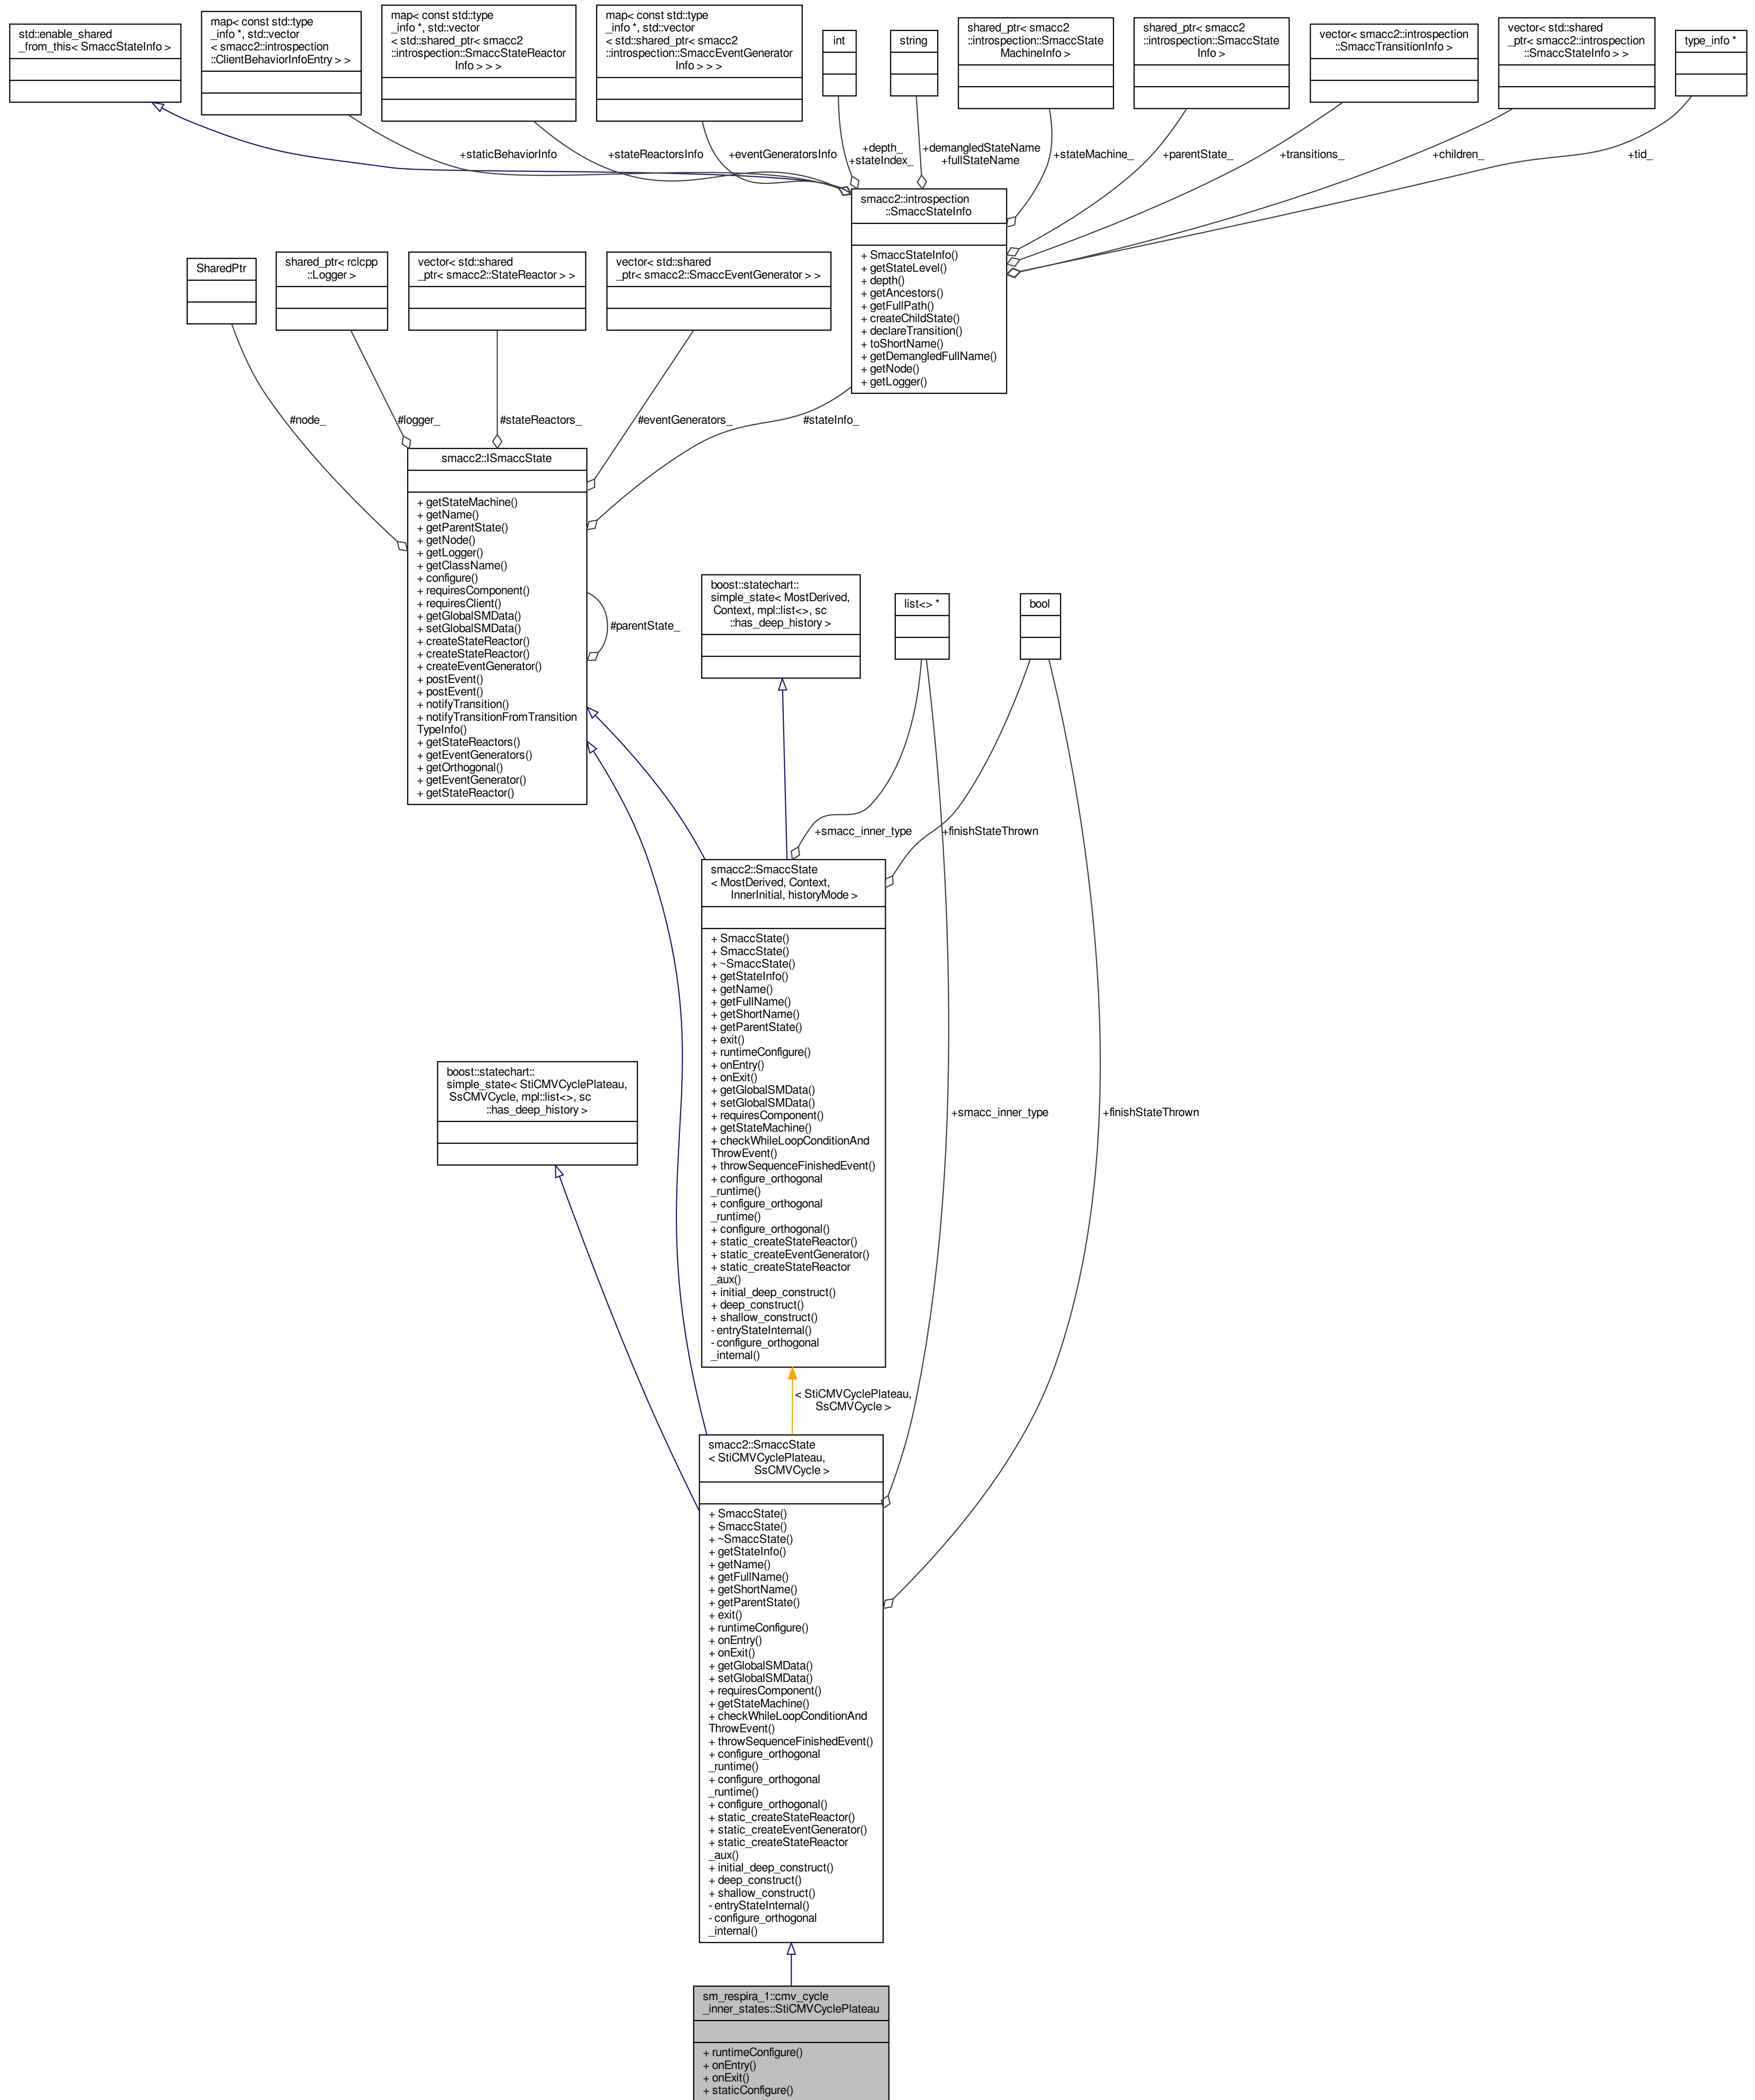 std::enable_shared
_from_this< SmaccStateInfo >
map< const std::type
_info *, std::vector
< smacc2::introspection
::ClientBehaviorInfoEntry > >
map< const std::type
_info *, std::vector
< std::shared_ptr< smacc2
::introspection::SmaccStateReactor
Info > > >
map< const std::type
_info *, std::vector
< std::shared_ptr< smacc2
::introspection::SmaccEventGenerator
Info > > >
int
string
shared_ptr< smacc2
::introspection::SmaccState
MachineInfo >
shared_ptr< smacc2
::introspection::SmaccState
Info >
vector< smacc2::introspection
::SmaccTransitionInfo >
vector< std::shared
_ptr< smacc2::introspection
::SmaccStateInfo > >
type_info *
+staticBehaviorInfo
+stateReactorsInfo
+eventGeneratorsInfo
+depth_
+stateIndex_
+demangledStateName
+fullStateName
+stateMachine_
+parentState_
+transitions_
+children_
+tid_
smacc2::introspection
::SmaccStateInfo
+ SmaccStateInfo()
+ getStateLevel()
+ depth()
+ getAncestors()
+ getFullPath()
+ createChildState()
+ declareTransition()
+ toShortName()
+ getDemangledFullName()
+ getNode()
+ getLogger()
SharedPtr
shared_ptr< rclcpp
::Logger >
vector< std::shared
_ptr< smacc2::StateReactor > >
vector< std::shared
_ptr< smacc2::SmaccEventGenerator > >
#node_
#logger_
#stateReactors_
#eventGenerators_
#stateInfo_
smacc2::ISmaccState
+ getStateMachine()
+ getName()
+ getParentState()
+ getNode()
+ getLogger()
+ getClassName()
+ configure()
+ requiresComponent()
+ requiresClient()
+ getGlobalSMData()
+ setGlobalSMData()
+ createStateReactor()
+ createStateReactor()
+ createEventGenerator()
+ postEvent()
+ postEvent()
+ notifyTransition()
+ notifyTransitionFromTransition
TypeInfo()
+ getStateReactors()
+ getEventGenerators()
+ getOrthogonal()
+ getEventGenerator()
+ getStateReactor()
#parentState_
boost::statechart::
simple_state< MostDerived,
Context, mpl::list<>, sc
::has_deep_history >
list<> *
bool
+smacc_inner_type
+finishStateThrown
smacc2::SmaccState
< MostDerived, Context,
InnerInitial, historyMode >
+ SmaccState()
+ SmaccState()
+ ~SmaccState()
+ getStateInfo()
+ getName()
+ getFullName()
+ getShortName()
+ getParentState()
+ exit()
+ runtimeConfigure()
+ onEntry()
+ onExit()
+ getGlobalSMData()
+ setGlobalSMData()
+ requiresComponent()
+ getStateMachine()
+ checkWhileLoopConditionAnd
ThrowEvent()
+ throwSequenceFinishedEvent()
+ configure_orthogonal
_runtime()
+ configure_orthogonal
_runtime()
+ configure_orthogonal()
+ static_createStateReactor()
+ static_createEventGenerator()
+ static_createStateReactor
_aux()
+ initial_deep_construct()
+ deep_construct()
+ shallow_construct()
- entryStateInternal()
- configure_orthogonal
_internal()
boost::statechart::
simple_state< StiCMVCyclePlateau,
SsCMVCycle, mpl::list<>, sc
::has_deep_history >
+smacc_inner_type
+finishStateThrown
< StiCMVCyclePlateau,
SsCMVCycle >
smacc2::SmaccState
< StiCMVCyclePlateau,
SsCMVCycle >
+ SmaccState()
+ SmaccState()
+ ~SmaccState()
+ getStateInfo()
+ getName()
+ getFullName()
+ getShortName()
+ getParentState()
+ exit()
+ runtimeConfigure()
+ onEntry()
+ onExit()
+ getGlobalSMData()
+ setGlobalSMData()
+ requiresComponent()
+ getStateMachine()
+ checkWhileLoopConditionAnd
ThrowEvent()
+ throwSequenceFinishedEvent()
+ configure_orthogonal
_runtime()
+ configure_orthogonal
_runtime()
+ configure_orthogonal()
+ static_createStateReactor()
+ static_createEventGenerator()
+ static_createStateReactor
_aux()
+ initial_deep_construct()
+ deep_construct()
+ shallow_construct()
- entryStateInternal()
- configure_orthogonal
_internal()
sm_respira_1::cmv_cycle
_inner_states::StiCMVCyclePlateau
+ runtimeConfigure()
+ onEntry()
+ onExit()
+ staticConfigure()